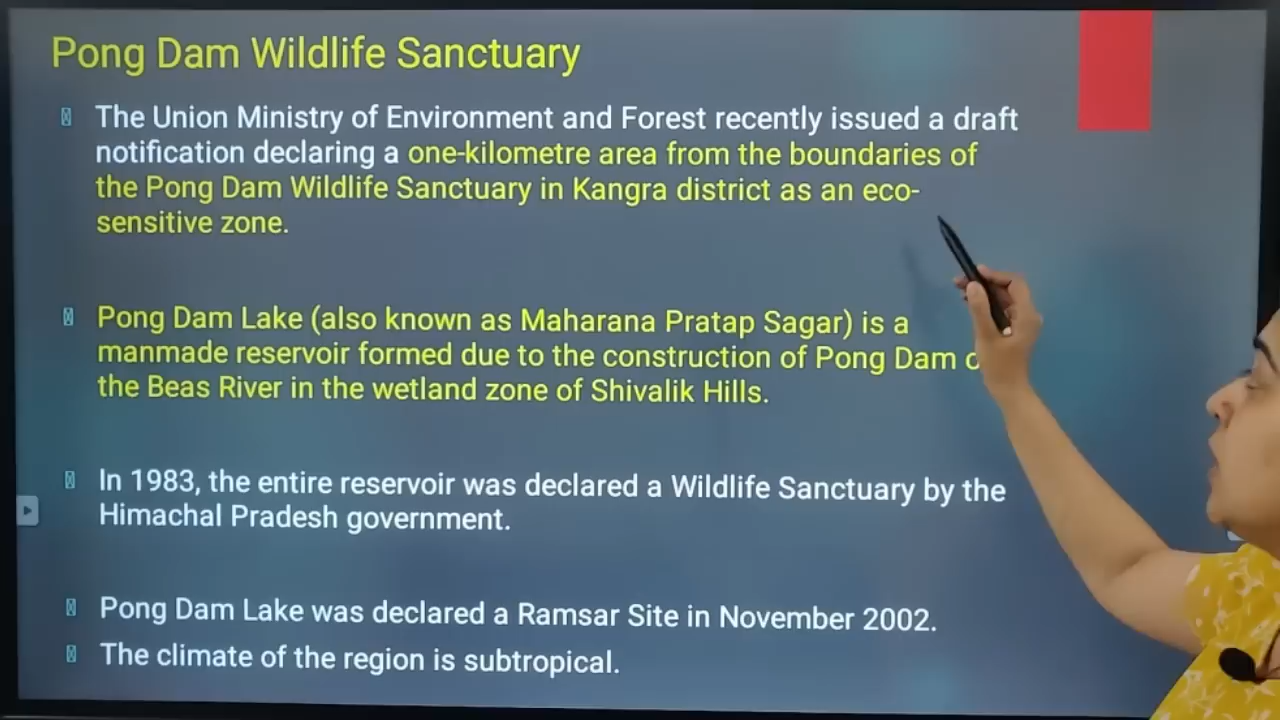 Pong Dam Wildlife Sanctuary
The Union Ministry of Environment and Forest recently issued a draft
notification declaring a one-kilometre area from the boundaries of
the Pong Dam Wildlife Sanctuary in Kangra district as an eco-
sensitive zone.
Pong Dam Lake (also known as Maharana Pratap Sagar) is a
manmade reservoir formed due to the construction of Pong Dam
the Beas River in the wetland zone of Shivalik Hills.
In 1983, the entire reservoir was declared a Wildlife Sanctuary by the
Himachal Pradesh government.
Pong Dam Lake was declared a Ramsar Site in November 2002.
The climate of the region is subtropical.